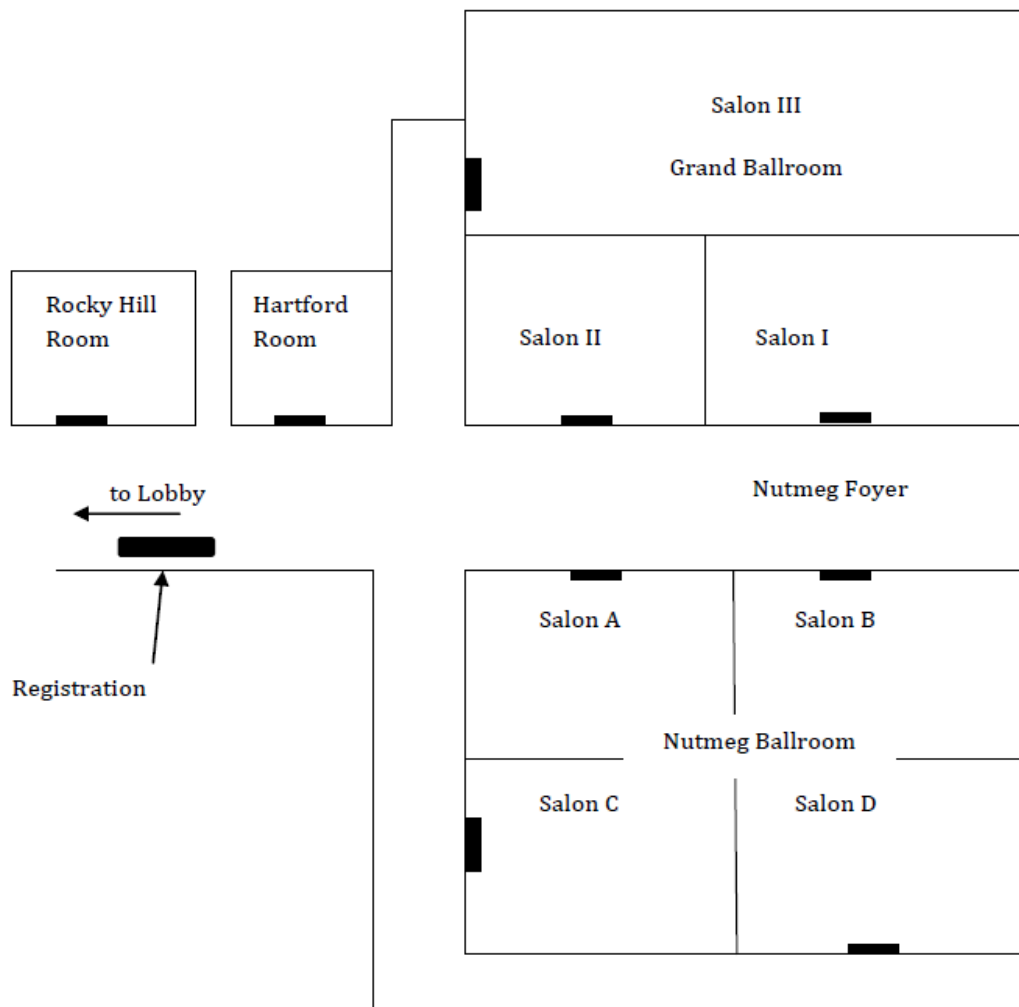 Salon III
Grand Ballroom
Rocky Hill
Room
Hartford
Room
Salon II
Salon I
to Lobby
Nutmeg Foyer
Salon A
Salon B
Registration
Nutmeg Ballroom
Salon C
Salon D